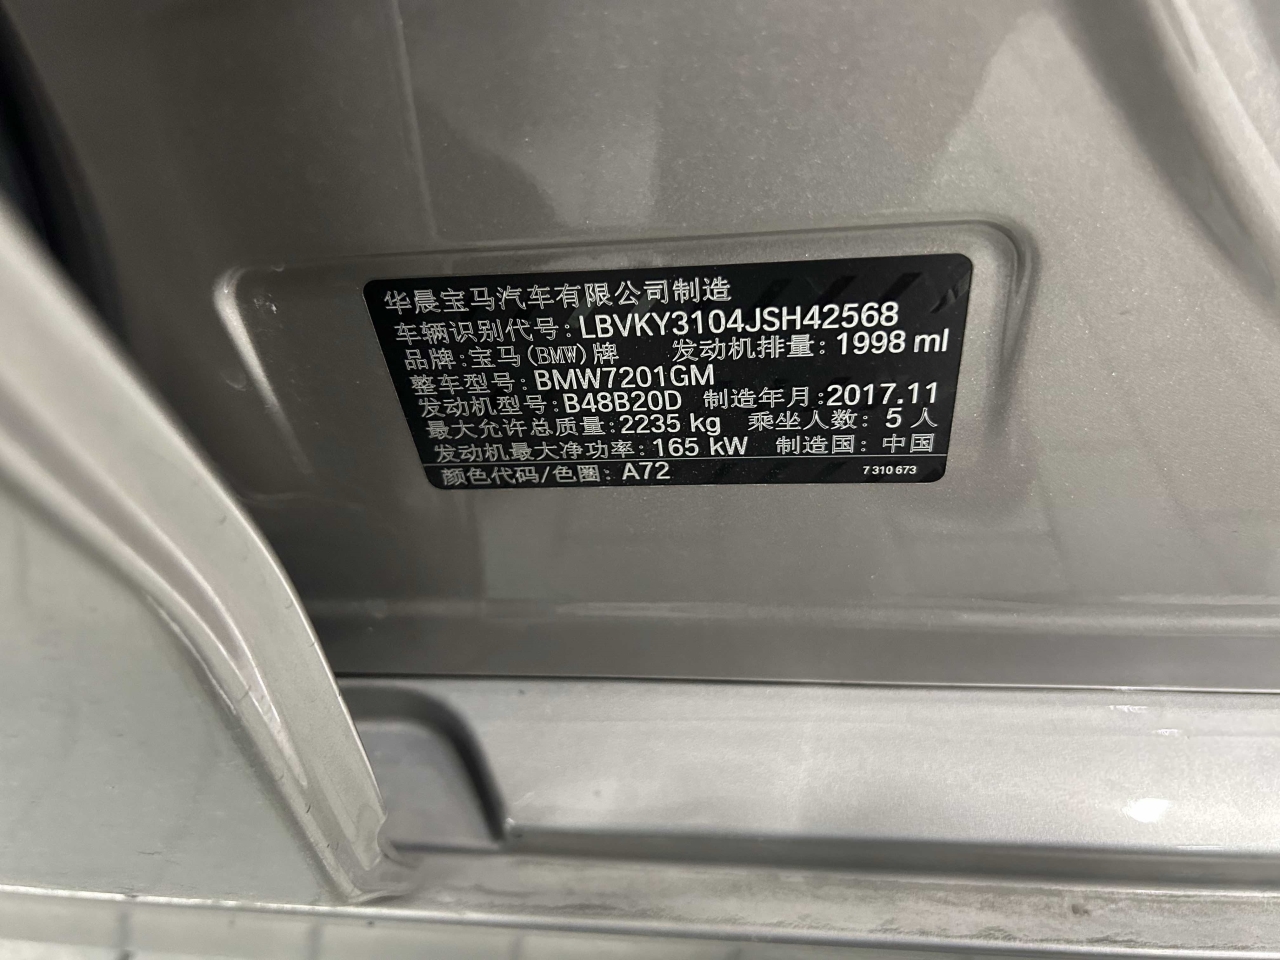 华晨宝马汽车有限公司制造
车辆识别代号: LBVKY3104JSH42568
品牌:宝马(BMW)牌 发动机排量: 1998 ml
整车型号: BMW7201GM
发动机型号: B48B20D 制造年月:2017.11
最大允许总质量: 2235 kg 乘坐人数: 5 人
发动机最大净功率: 165 kW 制造国: 中国
颜色代码/色圈: A72 7 310 673